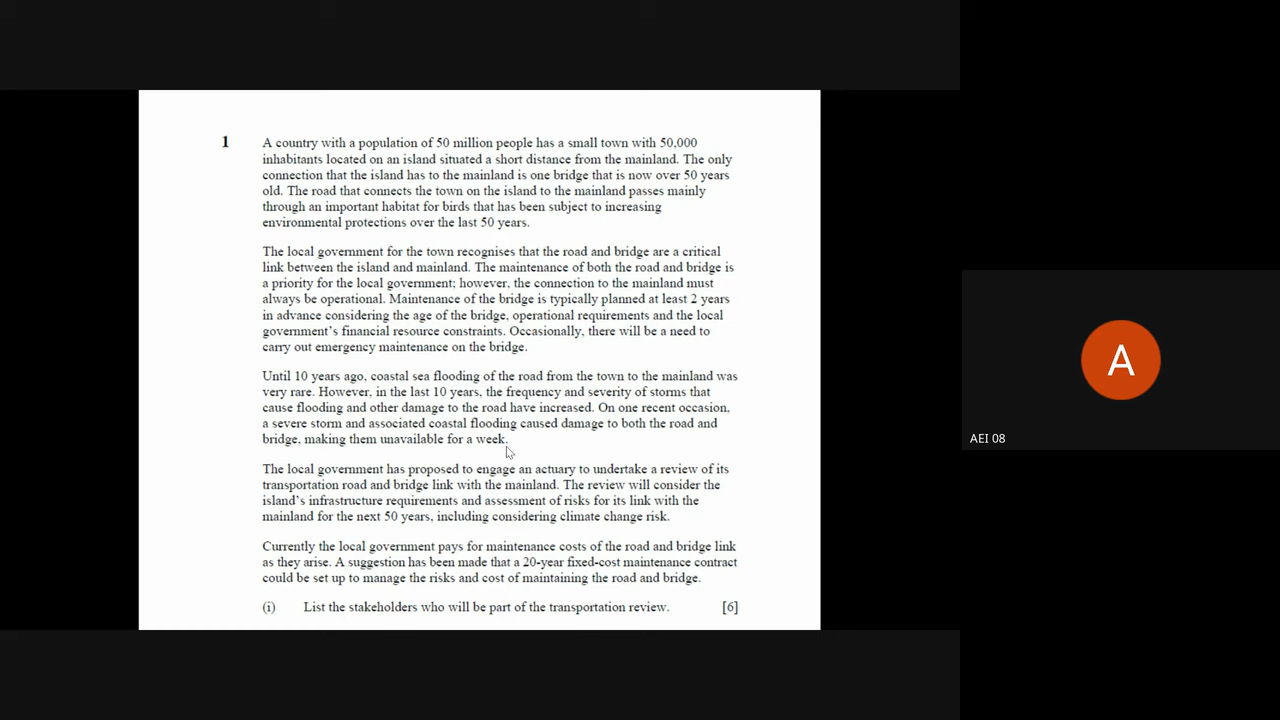 1 A country with a population of 50 million people has a small town with 50,000
inhabitants located on an island situated a short distance from the mainland. The only
connection that the island has to the mainland is one bridge that is now over 50 years
old. The road that connects the town on the island to the mainland passes mainly
through an important habitat for birds that has been subject to increasing
environmental protections over the last 50 years.
The local government for the town recognises that the road and bridge are a critical
link between the island and mainland. The maintenance of both the road and bridge is
a priority for the local government; however, the connection to the mainland must
always be operational. Maintenance of the bridge is typically planned at least 2 years
in advance considering the age of the bridge, operational requirements and the local
government's financial resource constraints. Occasionally, there will be a need to
carry out emergency maintenance on the bridge.
Until 10 years ago, coastal sea flooding of the road from the town to the mainland was
very rare. However, in the last 10 years, the frequency and severity of storms that
cause flooding and other damage to the road have increased. On one recent occasion,
a severe storm and associated coastal flooding caused damage to both the road and
bridge, making them unavailable for a week.
The local government has proposed to engage an actuary to undertake a review of its
transportation road and bridge link with the mainland. The review will consider the
island's infrastructure requirements and assessment of risks for its link with the
mainland for the next 50 years, including considering climate change risk.
Currently the local government pays for maintenance costs of the road and bridge link
as they arise. A suggestion has been made that a 20-year fixed-cost maintenance contract
could be set up to manage the risks and cost of maintaining the road and bridge.
(i) List the stakeholders who will be part of the transportation review. [6]
A
AEI 08